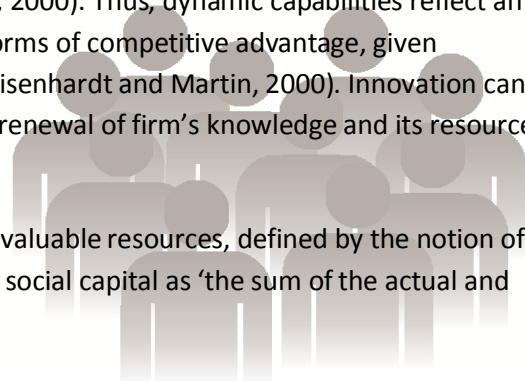 , 2000). Thus, dynamic capabilities reflect an
orms of competitive advantage, given
isenhardt and Martin, 2000). Innovation can
renewal of firm's knowledge and its resource
valuable resources, defined by the notion of
social capital as 'the sum of the actual and